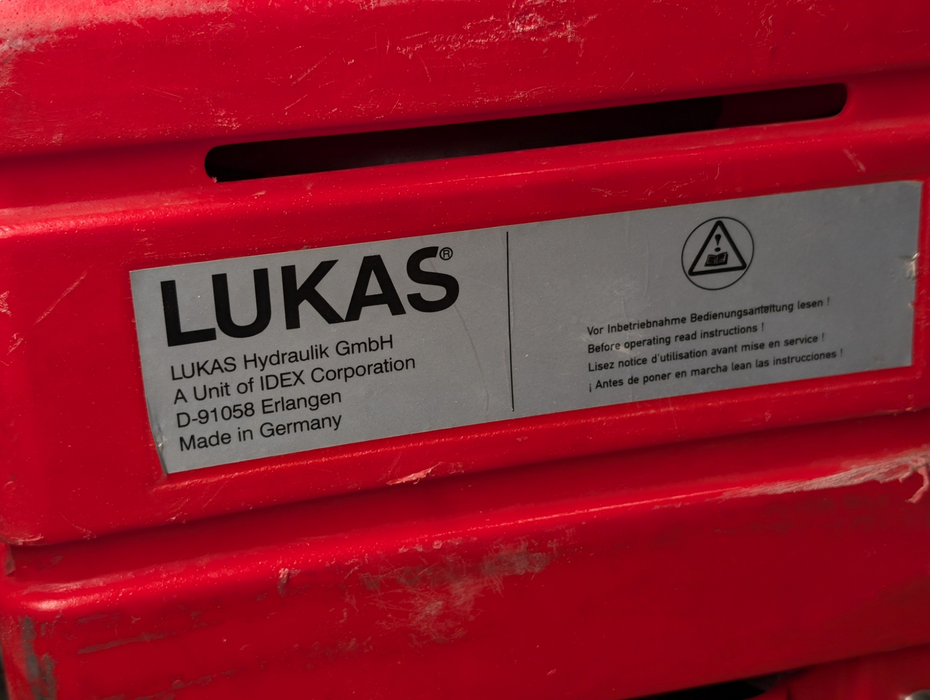 LUKAS®
LUKAS Hydraulik GmbH
A Unit of IDEX Corporation
D-91058 Erlangen
Made in Germany
Vor Inbetriebnahme Bedienungsanleitung lesen !
Before operating read instructions !
Lisez notice d'utilisation avant mise en service !
¡ Antes de poner en marcha lean las instrucciones !